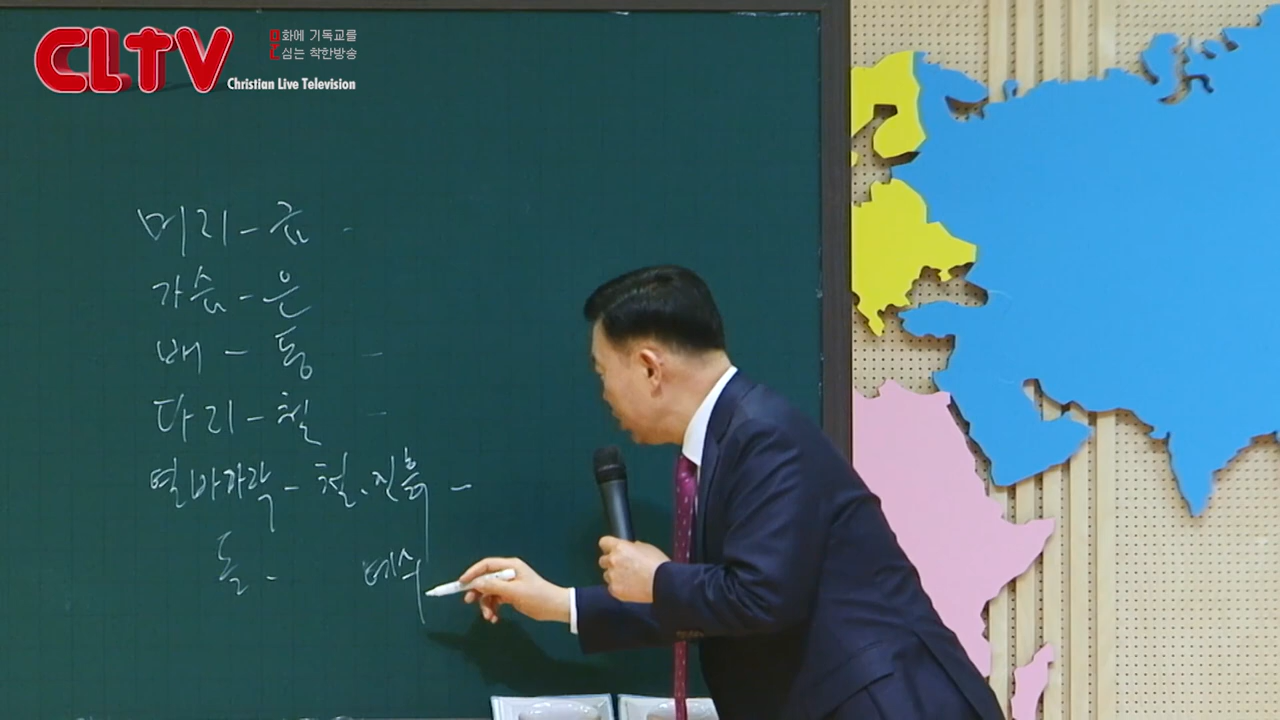 CLTV
문화에 기독교를
심는 착한방송
Christian Live Television
머리 - 금 -
가슴 - 은
배 - 동 -
다리 - 철 -
열발가락 - 철.진흙 -
돌 - 예수